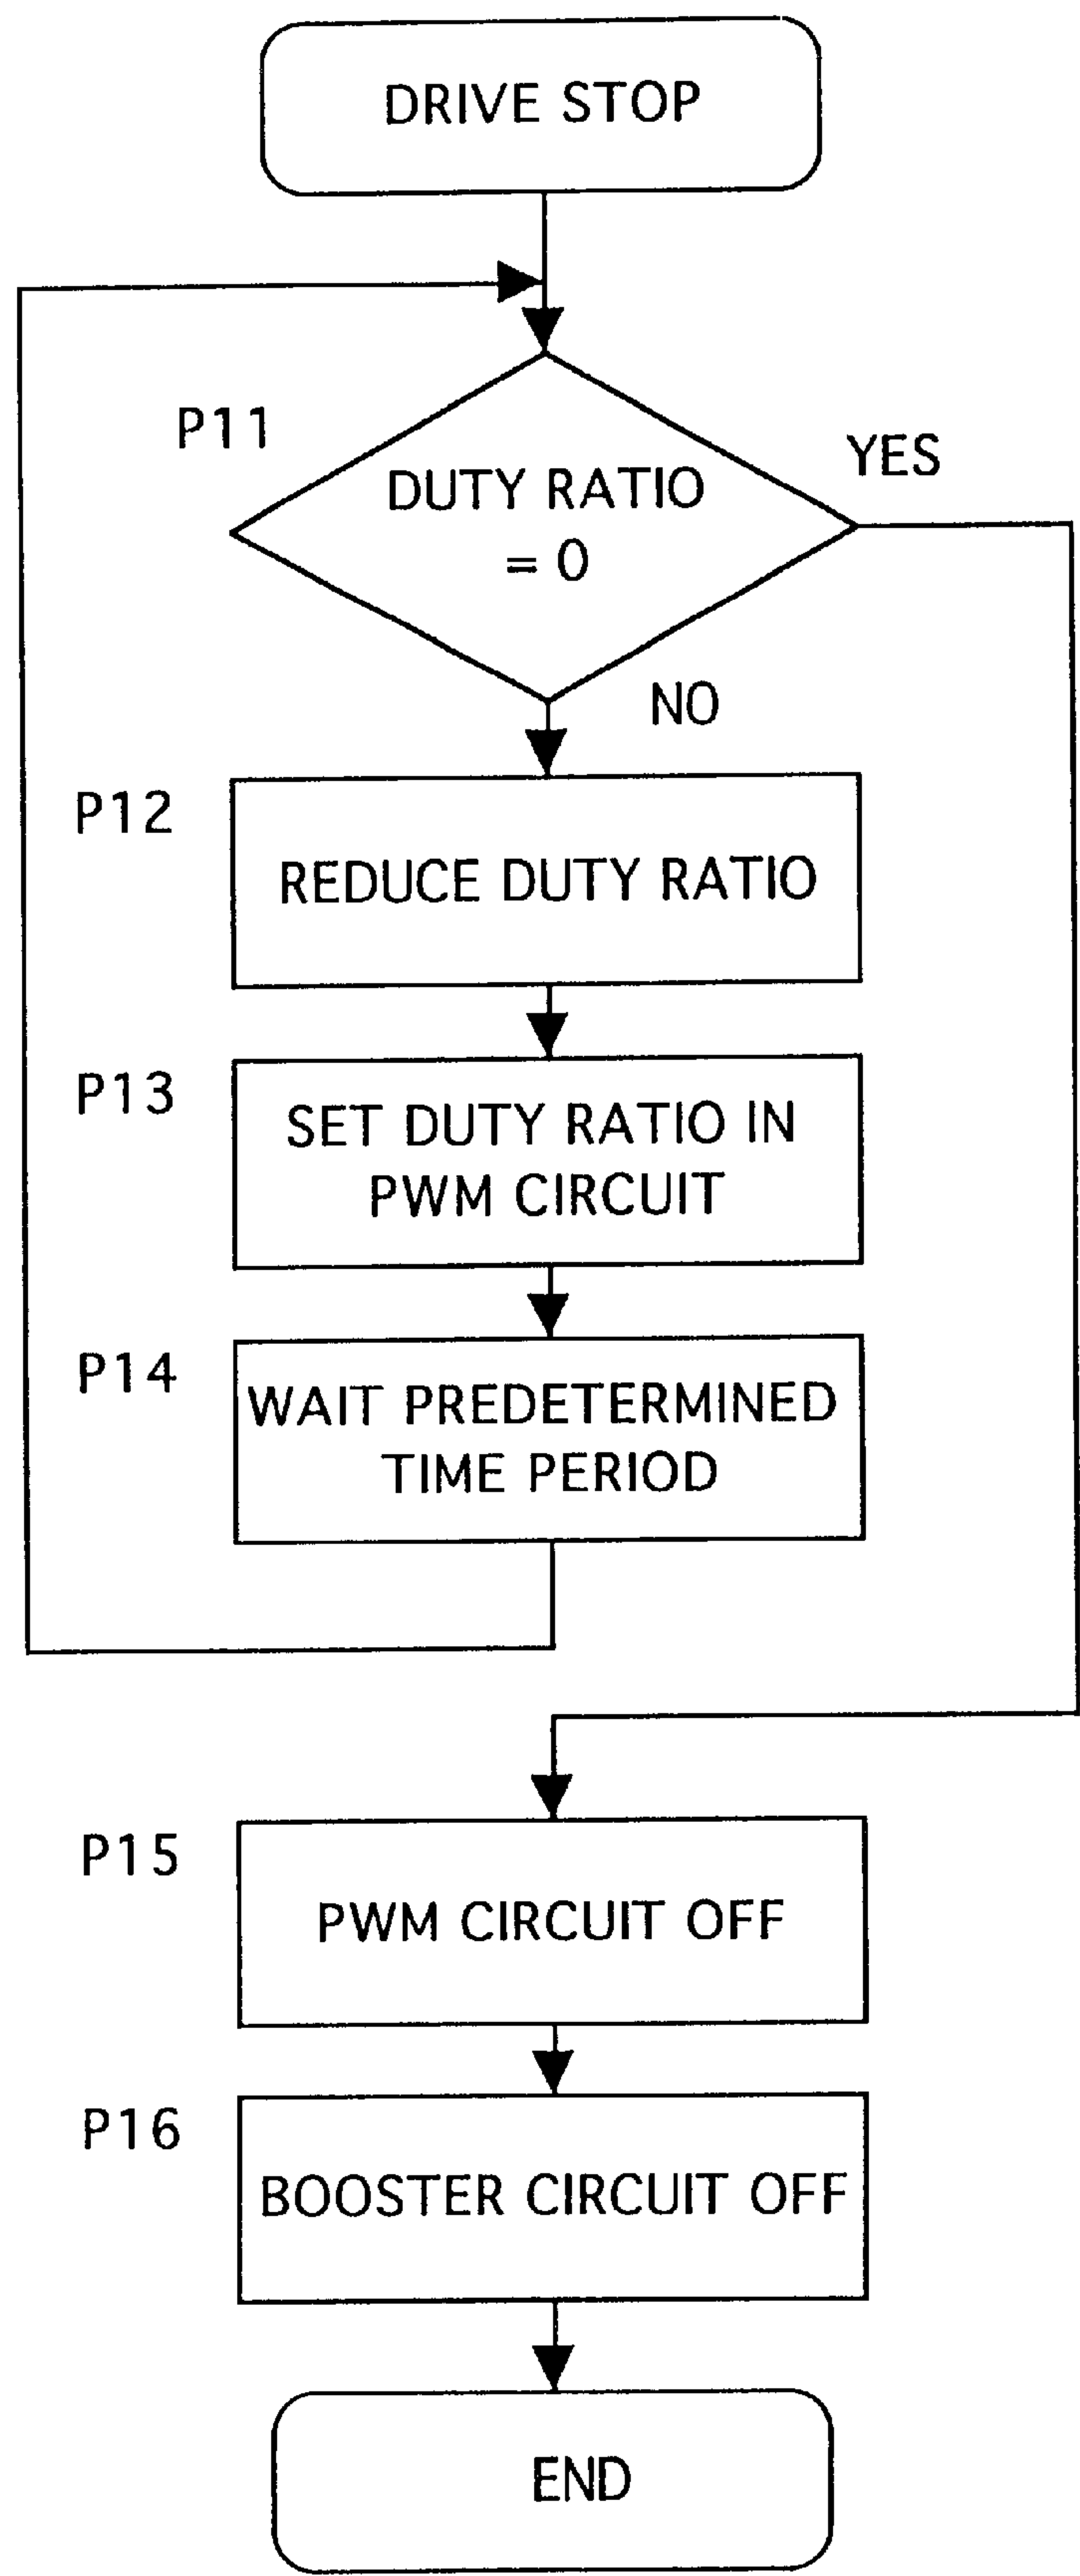 DRIVE STOP
P11
DUTY RATIO
= 0
YES
NO
P12
REDUCE DUTY RATIO
P13
SET DUTY RATIO IN
PWM CIRCUIT
P14
WAIT PREDETERMINED
TIME PERIOD
P15
PWM CIRCUIT OFF
P16
BOOSTER CIRCUIT OFF
END